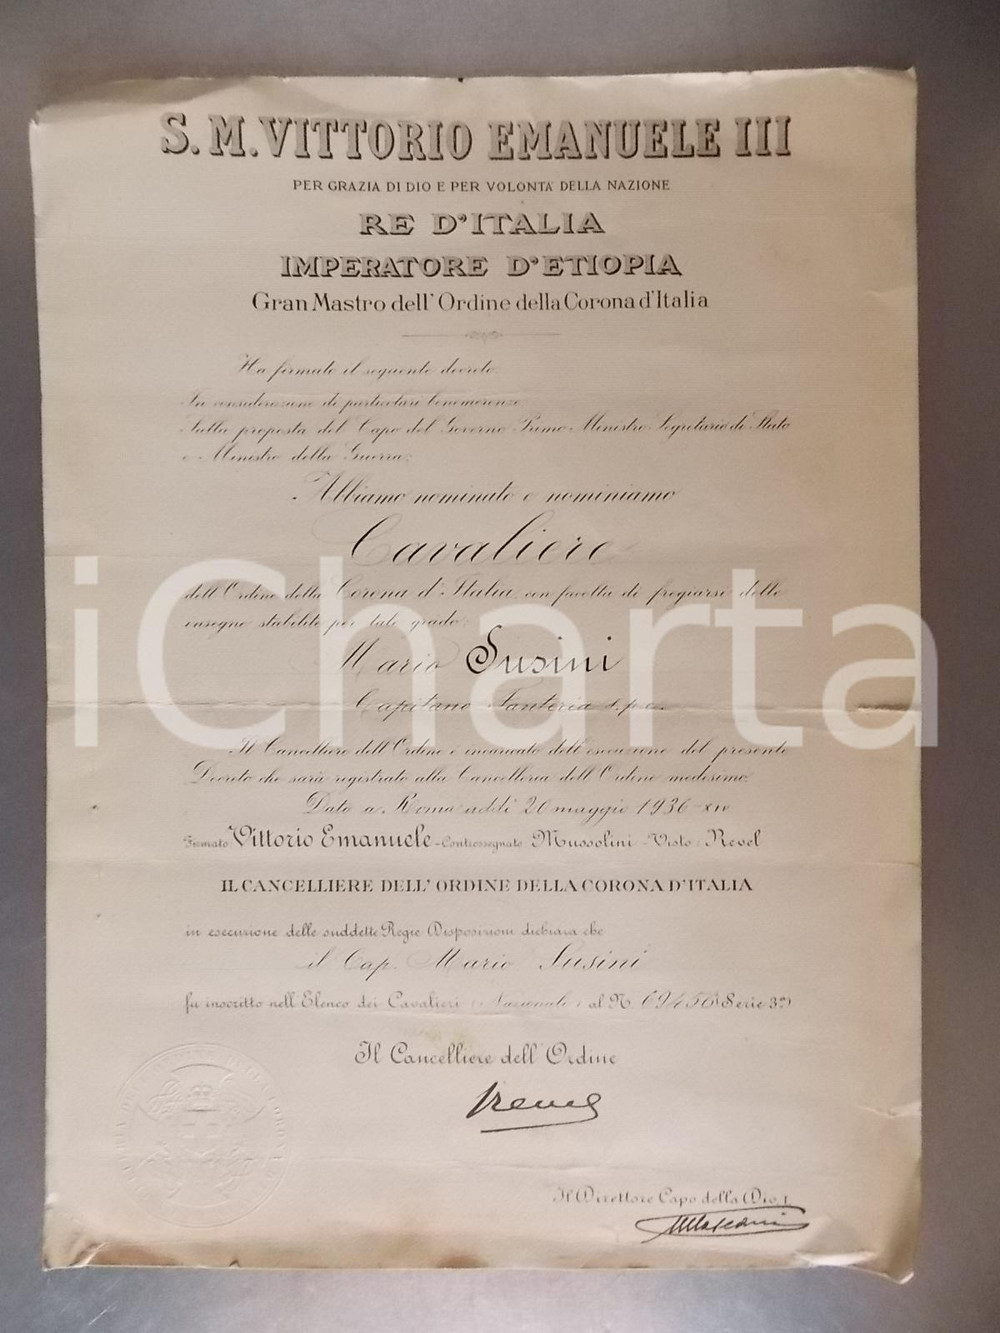 S. M. VITTORIO EMANUELE III
PER GRAZIA DI DIO E PER VOLONTÀ DELLA NAZIONE
RE D'ITALIA
IMPERATORE D'ETIOPIA
Gran Mastro dell'Ordine della Corona d'Italia
Ha firmato il seguente decreto:
In considerazione di particolari benemerenze;
Sulla proposta del Capo del Governo Primo Ministro Segretario di Stato
e Ministro della Guerra;
Abbiamo nominato e nominiamo
Cavaliere
dell'Ordine della Corona d'Italia, con facoltà di fregiarsi delle
insegne stabilite per tale grado:
Mario Susini
Capitano Fanteria s.p.e.
Il Cancelliere dell'Ordine è incaricato dell'esecuzione del presente
Decreto che sarà registrato alla Cancelleria dell'Ordine medesimo.
Dato a Roma addì 20 maggio 1936-XIV
Firmato: Vittorio Emanuele - Controssegnato Mussolini - Visto: Revel
IL CANCELLIERE DELL'ORDINE DELLA CORONA D'ITALIA
in esecuzione delle suddette Regie Disposizioni dichiara che
il Cap. Mario Susini
fu inscritto nell'Elenco dei Cavalieri (Nazionale) al N. 69456 (Serie 3ª)
Il Cancelliere dell'Ordine
Il Direttore Capo della Div. I
iCharta